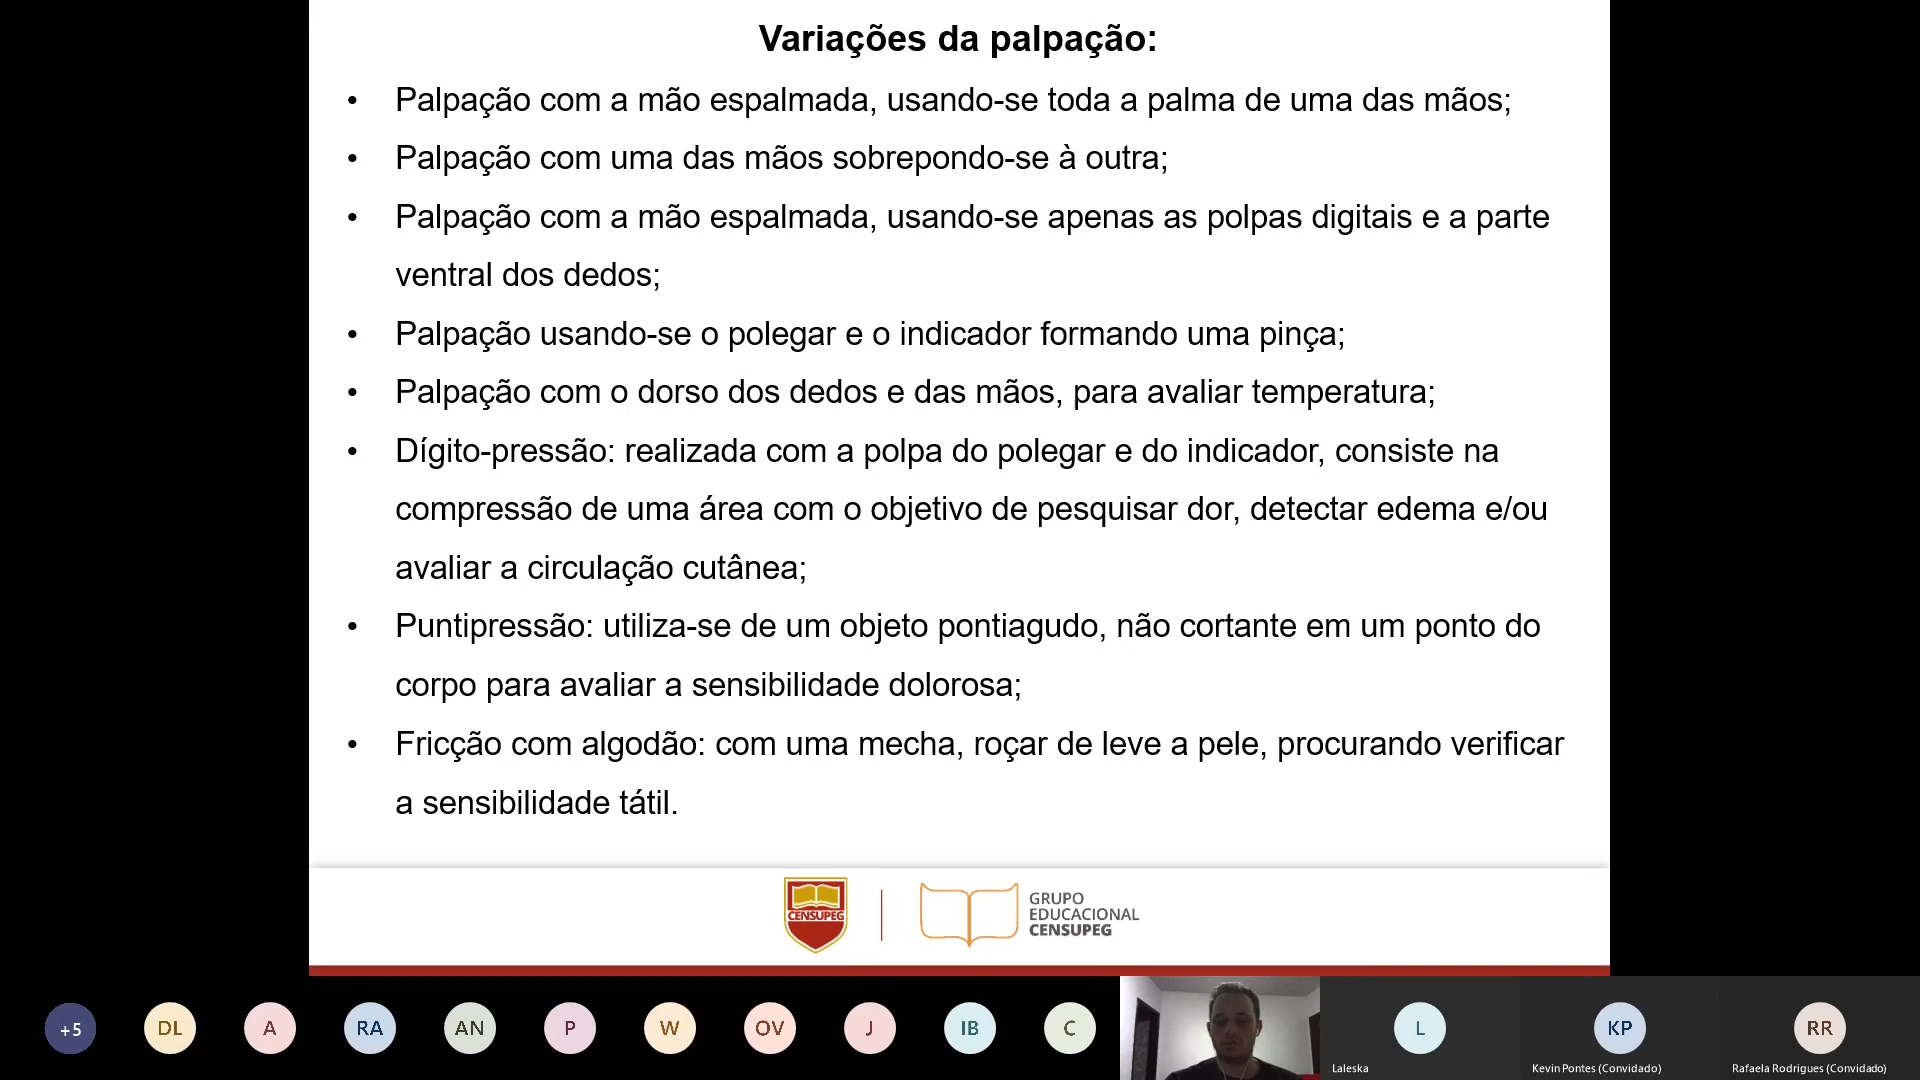 Variações da palpação:
• Palpação com a mão espalmada, usando-se toda a palma de uma das mãos;
• Palpação com uma das mãos sobrepondo-se à outra;
• Palpação com a mão espalmada, usando-se apenas as polpas digitais e a parte
ventral dos dedos;
• Palpação usando-se o polegar e o indicador formando uma pinça;
• Palpação com o dorso dos dedos e das mãos, para avaliar temperatura;
• Dígito-pressão: realizada com a polpa do polegar e do indicador, consiste na
compressão de uma área com o objetivo de pesquisar dor, detectar edema e/ou
avaliar a circulação cutânea;
• Puntipressão: utiliza-se de um objeto pontiagudo, não cortante em um ponto do
corpo para avaliar a sensibilidade dolorosa;
• Fricção com algodão: com uma mecha, roçar de leve a pele, procurando verificar
a sensibilidade tátil.
CENSUPEG
GRUPO
EDUCACIONAL
CENSUPEG
+5 DL A RA AN P W OV J IB C L KP RR
Laleska Kevin Pontes (Convidado) Rafaela Rodrigues (Convidado)